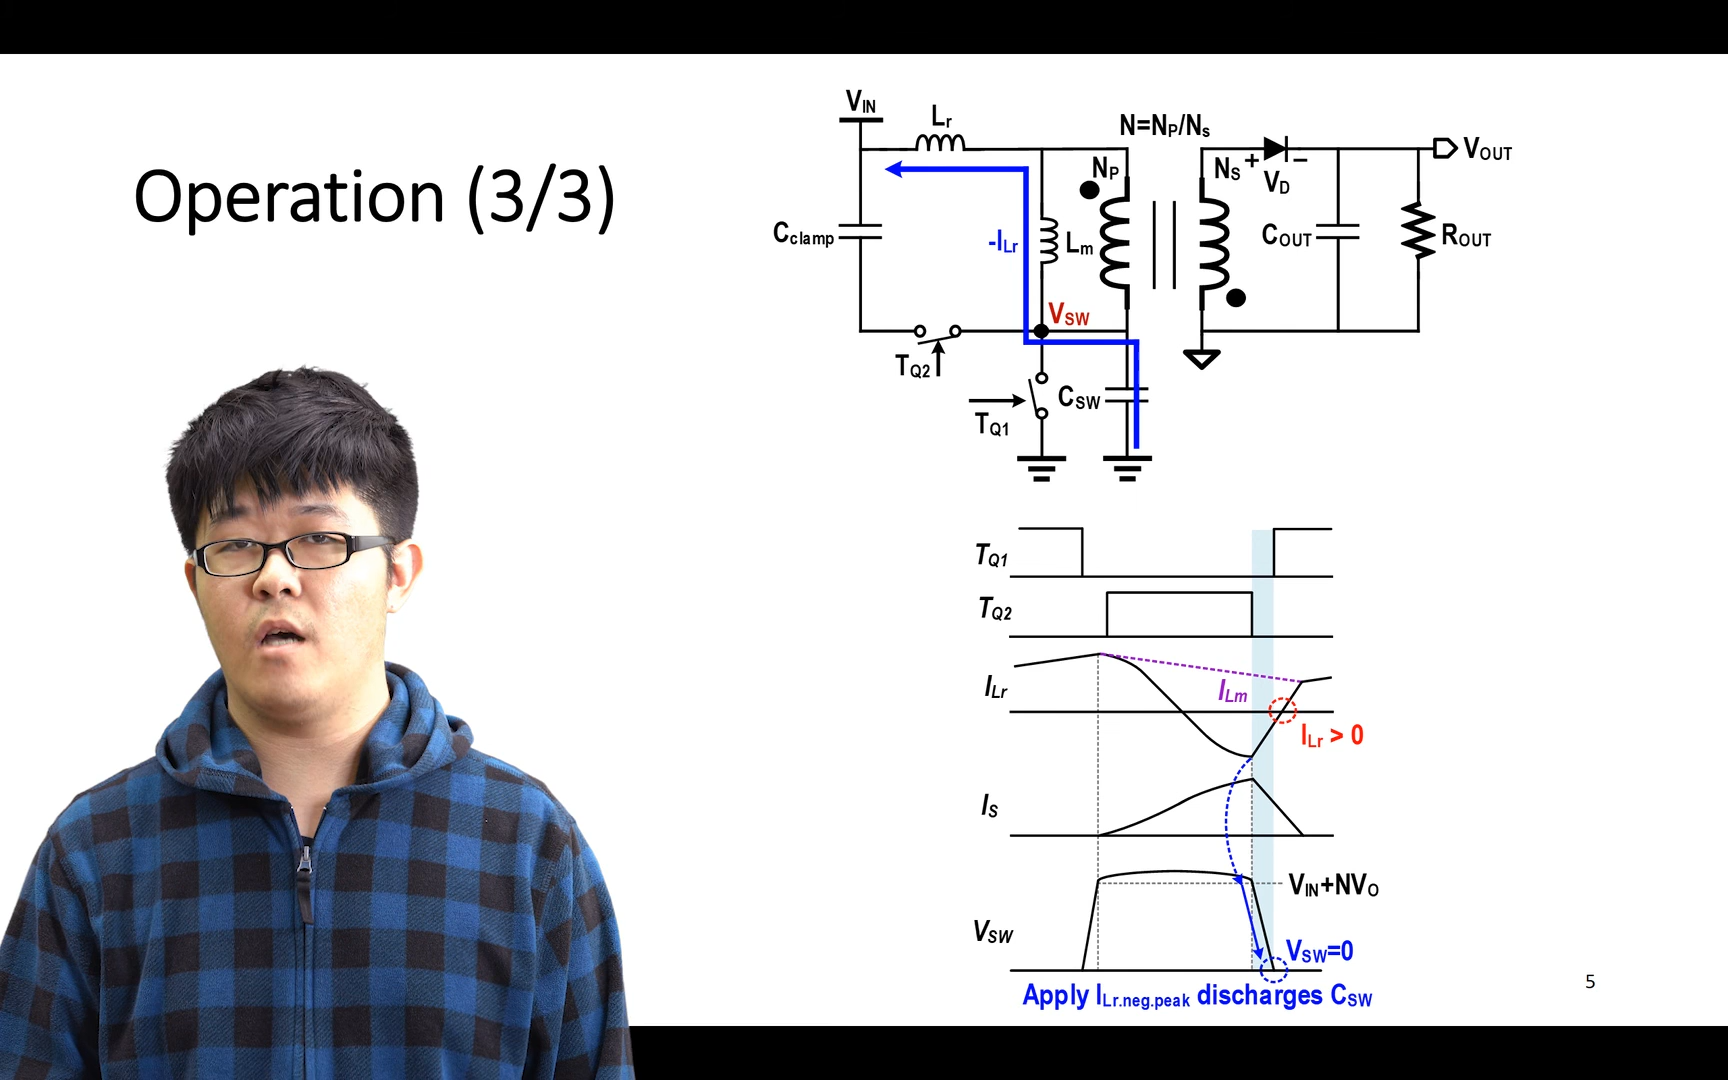 Operation (3/3)
VIN
Lr
N=NP/Ns
NP
NS
+
−
VD
VOUT
Cclamp
-ILr
Lm
COUT
ROUT
VSW
TQ2
TQ1
CSW
TQ1
TQ2
ILr
ILm
ILr > 0
IS
VIN+NVO
VSW
VSW=0
Apply ILr.neg.peak discharges CSW
5